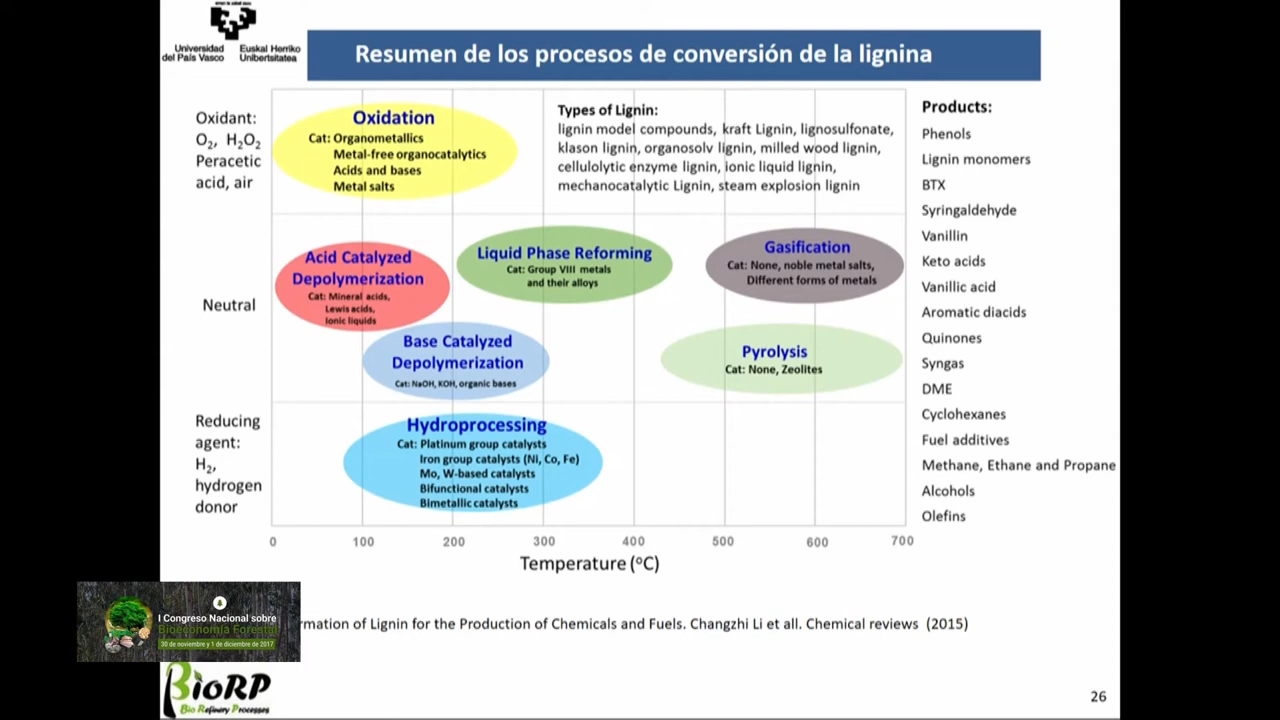 Universidad del País Vasco
Euskal Herriko Unibertsitatea
Resumen de los procesos de conversión de la lignina
Oxidant:
O₂, H₂O₂
Peracetic
acid, air
Oxidation
Cat: Organometallics
Metal-free organocatalytics
Acids and bases
Metal salts
Types of Lignin:
lignin model compounds, kraft Lignin, lignosulfonate,
klason lignin, organosolv lignin, milled wood lignin,
cellulolytic enzyme lignin, ionic liquid lignin,
mechanocatalytic Lignin, steam explosion lignin
Neutral
Acid Catalyzed
Depolymerization
Cat: Mineral acids,
Lewis acids,
Ionic liquids
Liquid Phase Reforming
Cat: Group VIII metals
and their alloys
Gasification
Cat: None, noble metal salts,
Different forms of metals
Base Catalyzed
Depolymerization
Cat: NaOH, KOH, organic bases
Pyrolysis
Cat: None, Zeolites
Reducing
agent:
H₂,
hydrogen
donor
Hydroprocessing
Cat: Platinum group catalysts
Iron group catalysts (Ni, Co, Fe)
Mo, W-based catalysts
Bifunctional catalysts
Bimetallic catalysts
0 100 200 300 400 500 600 700
Temperature (ºC)
Products:
Phenols
Lignin monomers
BTX
Syringaldehyde
Vanillin
Keto acids
Vanillic acid
Aromatic diacids
Quinones
Syngas
DME
Cyclohexanes
Fuel additives
Methane, Ethane and Propane
Alcohols
Olefins
I Congreso Nacional sobre
Bioeconomía Forestal
30 de noviembre y 1 de diciembre de 2017
rmation of Lignin for the Production of Chemicals and Fuels. Changzhi Li et all. Chemical reviews (2015)
BioRP
Bio Refinery Processes
26